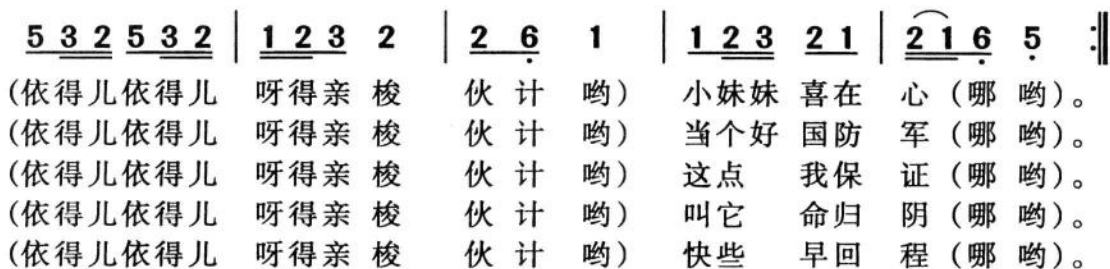 5 3 2 5 3 2 | 1 2 3 2 | 2 6 1 | 1 2 3 2 1 | 2 1 6 5 :‖
(依得儿依得儿 呀得亲 梭 伙 计 哟) 小妹妹 喜在 心 (哪 哟)。
(依得儿依得儿 呀得亲 梭 伙 计 哟) 当个好 国防 军 (哪 哟)。
(依得儿依得儿 呀得亲 梭 伙 计 哟) 这点 我保 证 (哪 哟)。
(依得儿依得儿 呀得亲 梭 伙 计 哟) 叫它 命归 阴 (哪 哟)。
(依得儿依得儿 呀得亲 梭 伙 计 哟) 快些 早回 程 (哪 哟)。